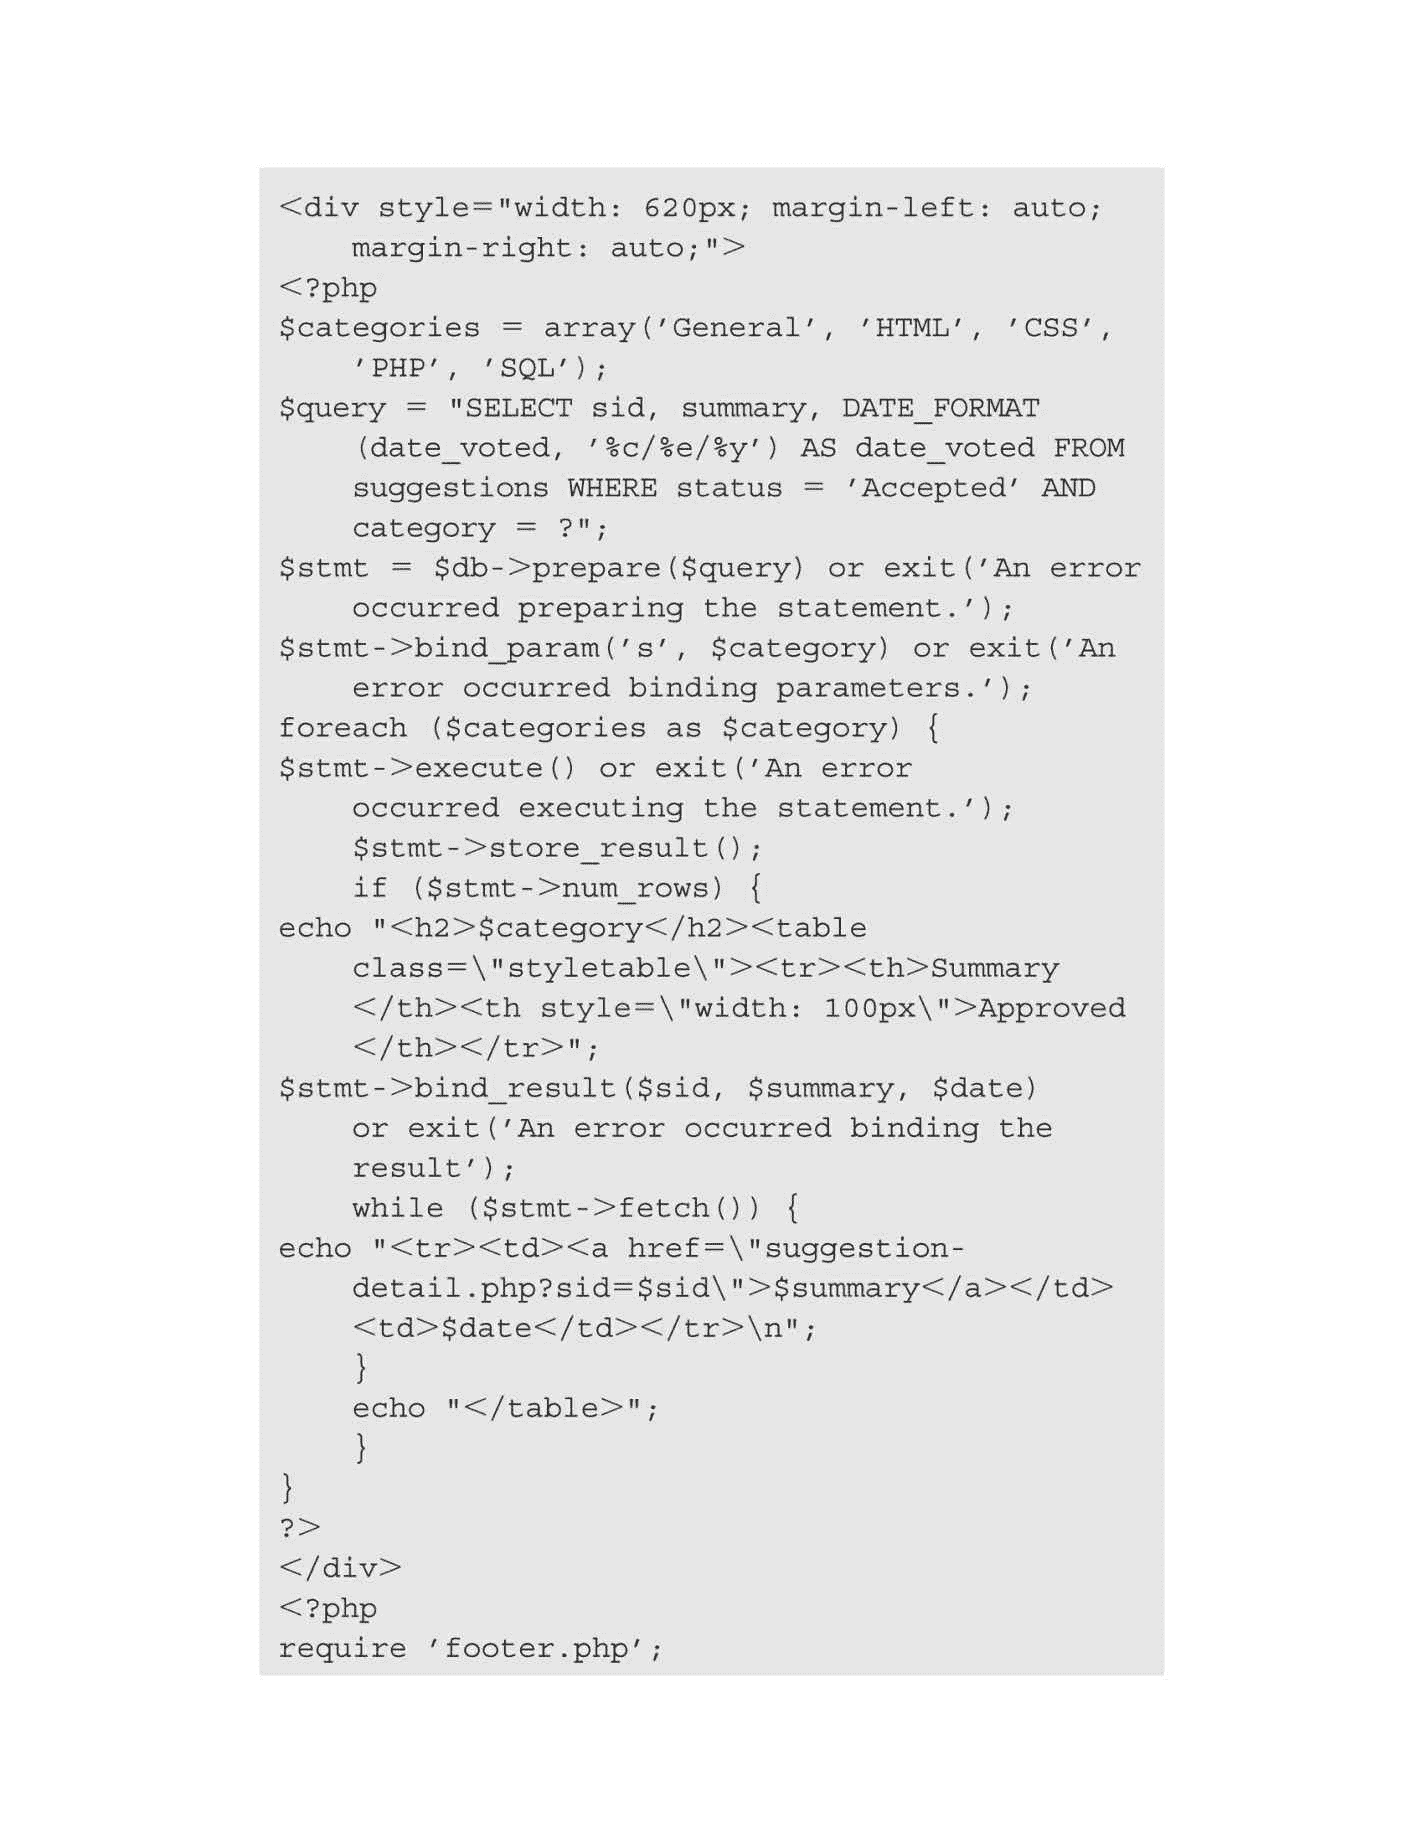 <div style="width: 620px; margin-left: auto;
margin-right: auto;">
<?php
$categories = array('General', 'HTML', 'CSS',
'PHP', 'SQL');
$query = "SELECT sid, summary, DATE_FORMAT
(date_voted, '%c/%e/%y') AS date_voted FROM
suggestions WHERE status = 'Accepted' AND
category = ?";
$stmt = $db->prepare($query) or exit('An error
occurred preparing the statement.');
$stmt->bind_param('s', $category) or exit('An
error occurred binding parameters.');
foreach ($categories as $category) {
$stmt->execute() or exit('An error
occurred executing the statement.');
$stmt->store_result();
if ($stmt->num_rows) {
echo "<h2>$category</h2><table
class=\"styletable\"><tr><th>Summary
</th><th style=\"width: 100px\">Approved
</th></tr>";
$stmt->bind_result($sid, $summary, $date)
or exit('An error occurred binding the
result');
while ($stmt->fetch()) {
echo "<tr><td><a href=\"suggestion-
detail.php?sid=$sid\">$summary</a></td>
<td>$date</td></tr>\n";
}
echo "</table>";
}
}
?>
</div>
<?php
require 'footer.php';